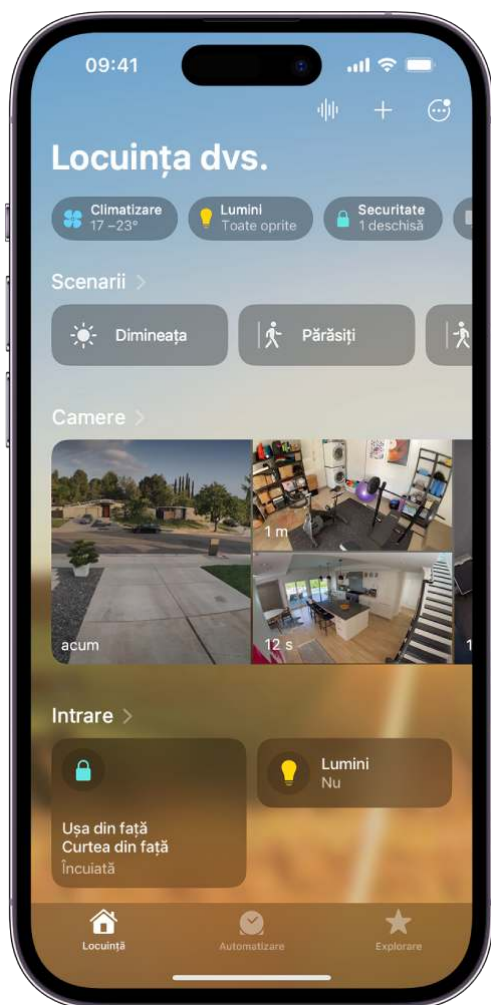 09:41
Locuința dvs.
Climatizare
17 –23°
Lumini
Toate oprite
Securitate
1 deschisă
Scenarii
Dimineața
Părăsiți
Camere
1 m
acum
12 s
1
Intrare
Lumini
Nu
Ușa din față
Curtea din față
Încuiată
Locuință
Automatizare
Explorare